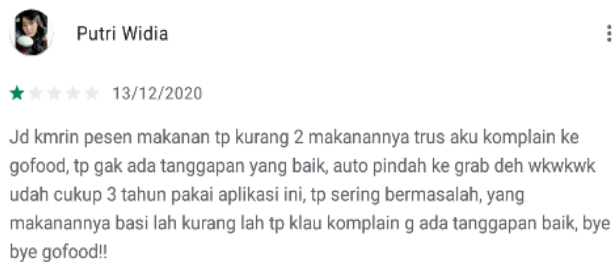 Putri Widia
13/12/2020
Jd kmrin pesen makanan tp kurang 2 makanannya trus aku komplain ke
gofood, tp gak ada tanggapan yang baik, auto pindah ke grab deh wkwkwk
udah cukup 3 tahun pakai aplikasi ini, tp sering bermasalah, yang
makanannya basi lah kurang lah tp klau komplain g ada tanggapan baik, bye
bye gofood!!